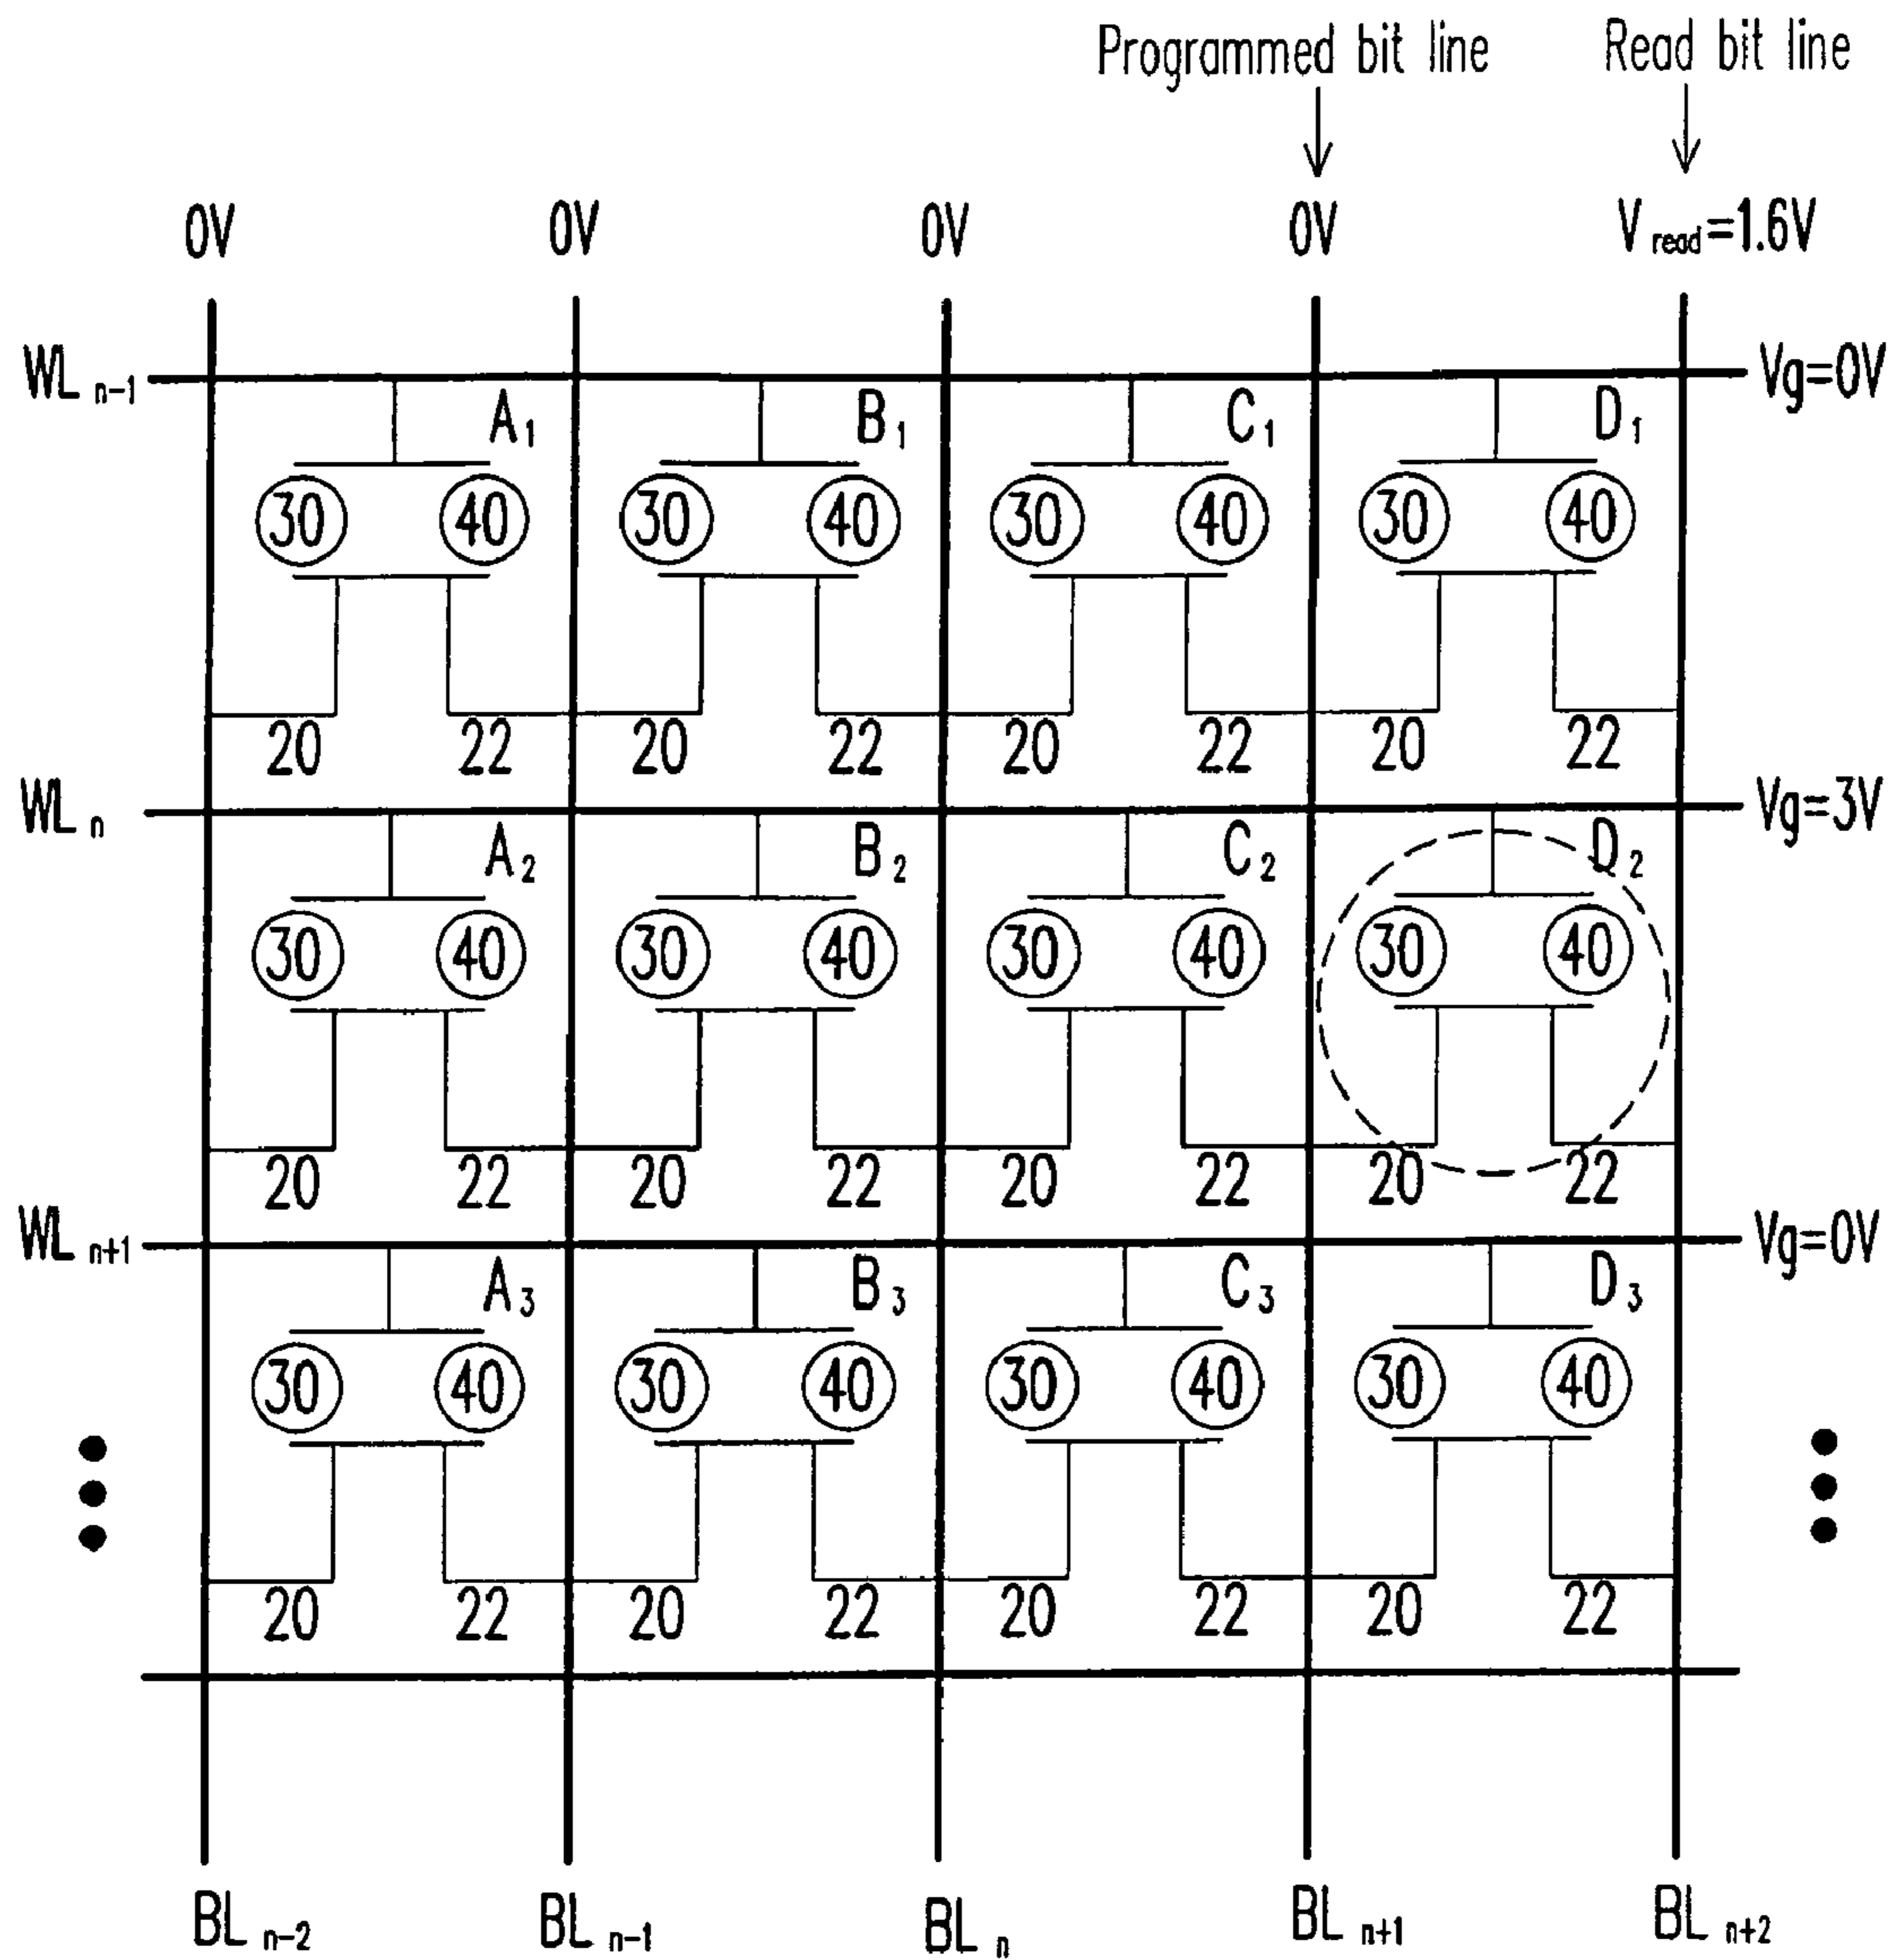 Programmed bit line Read bit line
0V 0V 0V 0V V read=1.6V
WL n-1 Vg=0V
A1 B1 C1 D1
30 40 30 40 30 40 30 40
20 22 20 22 20 22 20 22
WL n Vg=3V
A2 B2 C2 D2
30 40 30 40 30 40 30 40
20 22 20 22 20 22 20 22
WL n+1 Vg=0V
A3 B3 C3 D3
30 40 30 40 30 40 30 40
20 22 20 22 20 22 20 22
BL n-2 BL n-1 BL n BL n+1 BL n+2